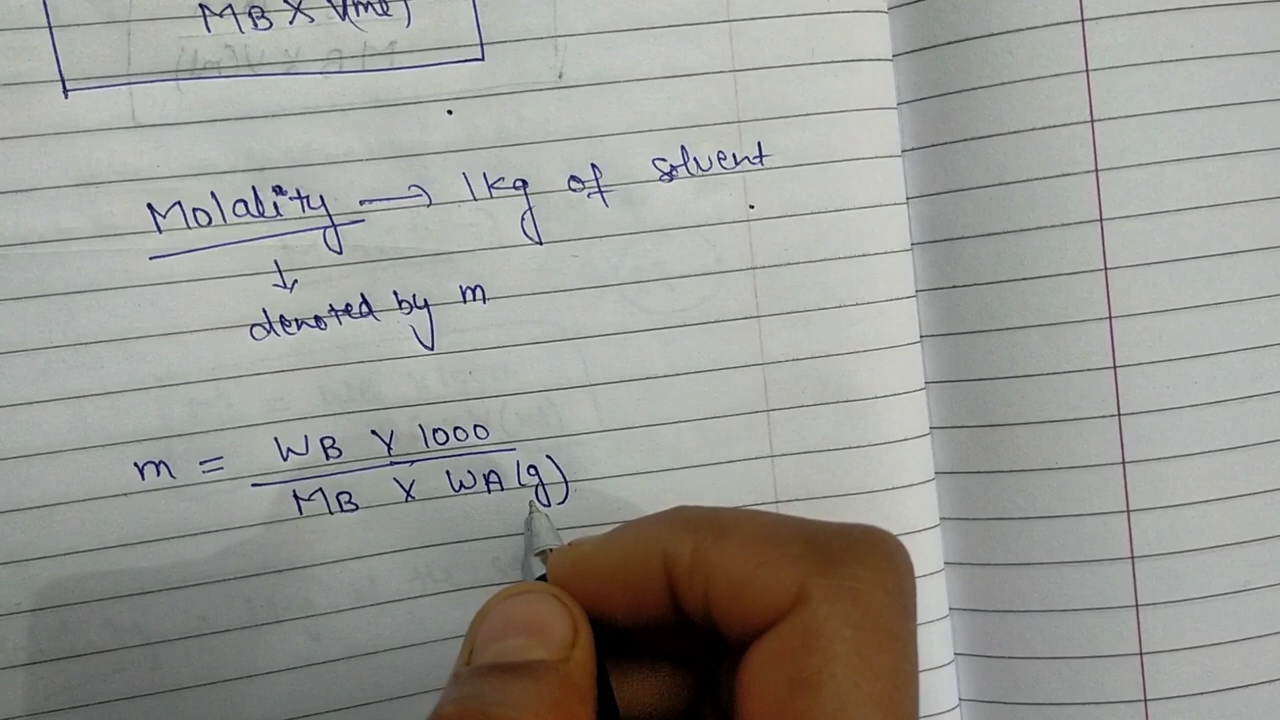 MB X V(ml)
Molality → 1kg of solvent
↓
denoted by m
m = WB X 1000
MB X WA(g)